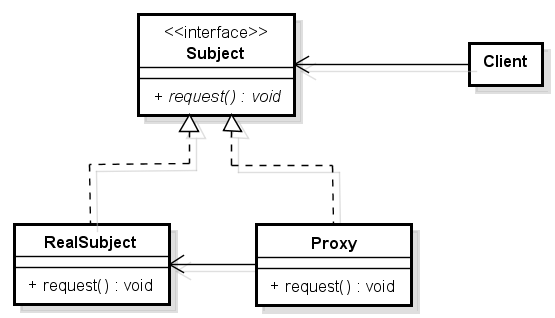 <<interface>>
Subject
+ request() : void
Client
RealSubject
+ request() : void
Proxy
+ request() : void